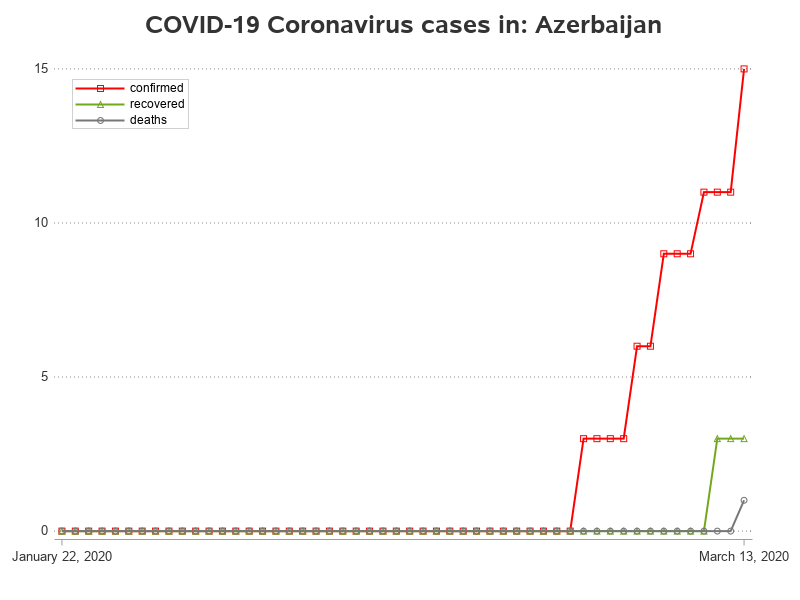 COVID-19 Coronavirus cases in: Azerbaijan
15
confirmed
recovered
deaths
10
5
0
January 22, 2020
March 13, 2020